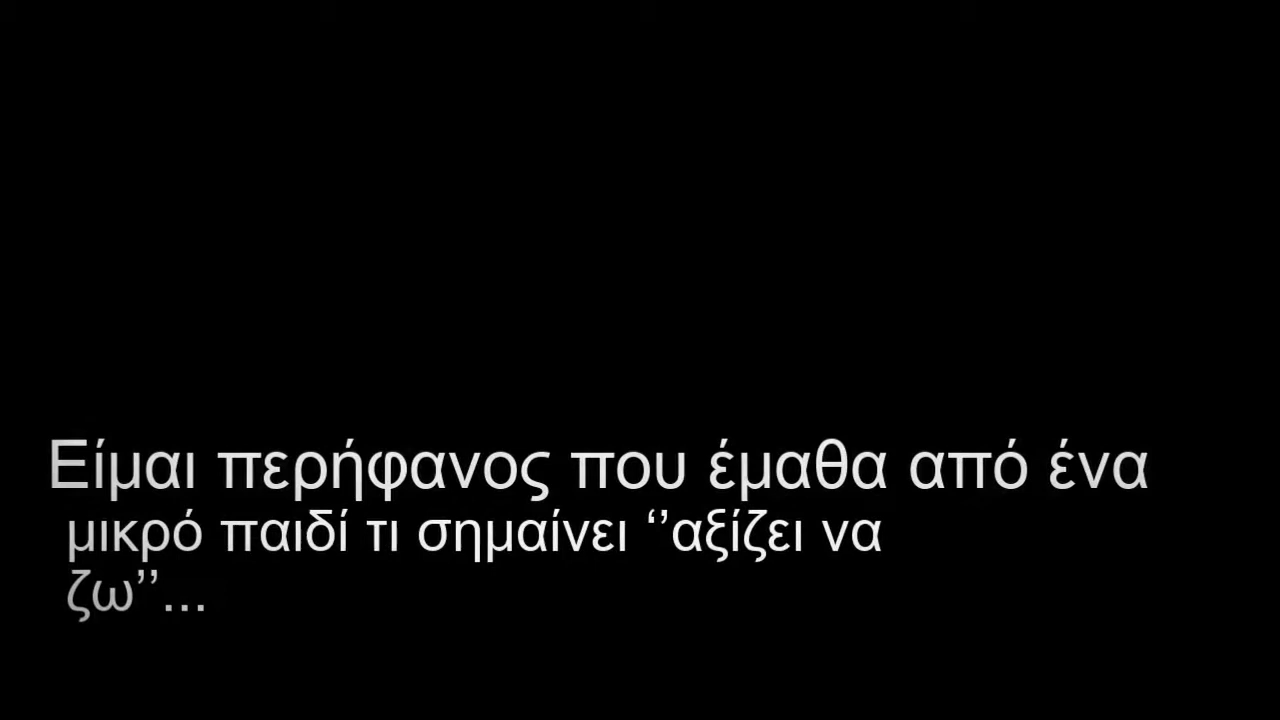 Είμαι περήφανος που έμαθα από ένα
μικρό παιδί τι σημαίνει ‘’αξίζει να
ζω’’...